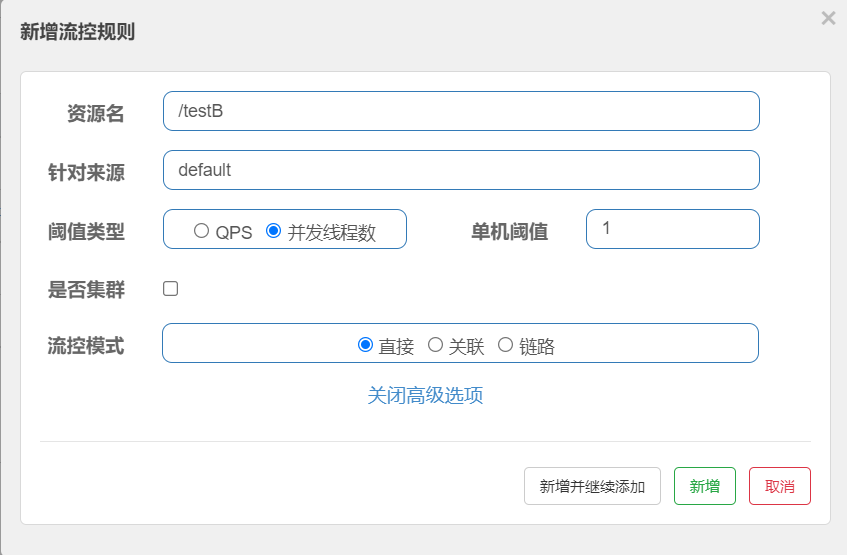 新增流控规则
资源名 /testB
针对来源 default
阈值类型 QPS 并发线程数 单机阈值 1
是否集群
流控模式 直接 关联 链路
关闭高级选项
新增并继续添加 新增 取消